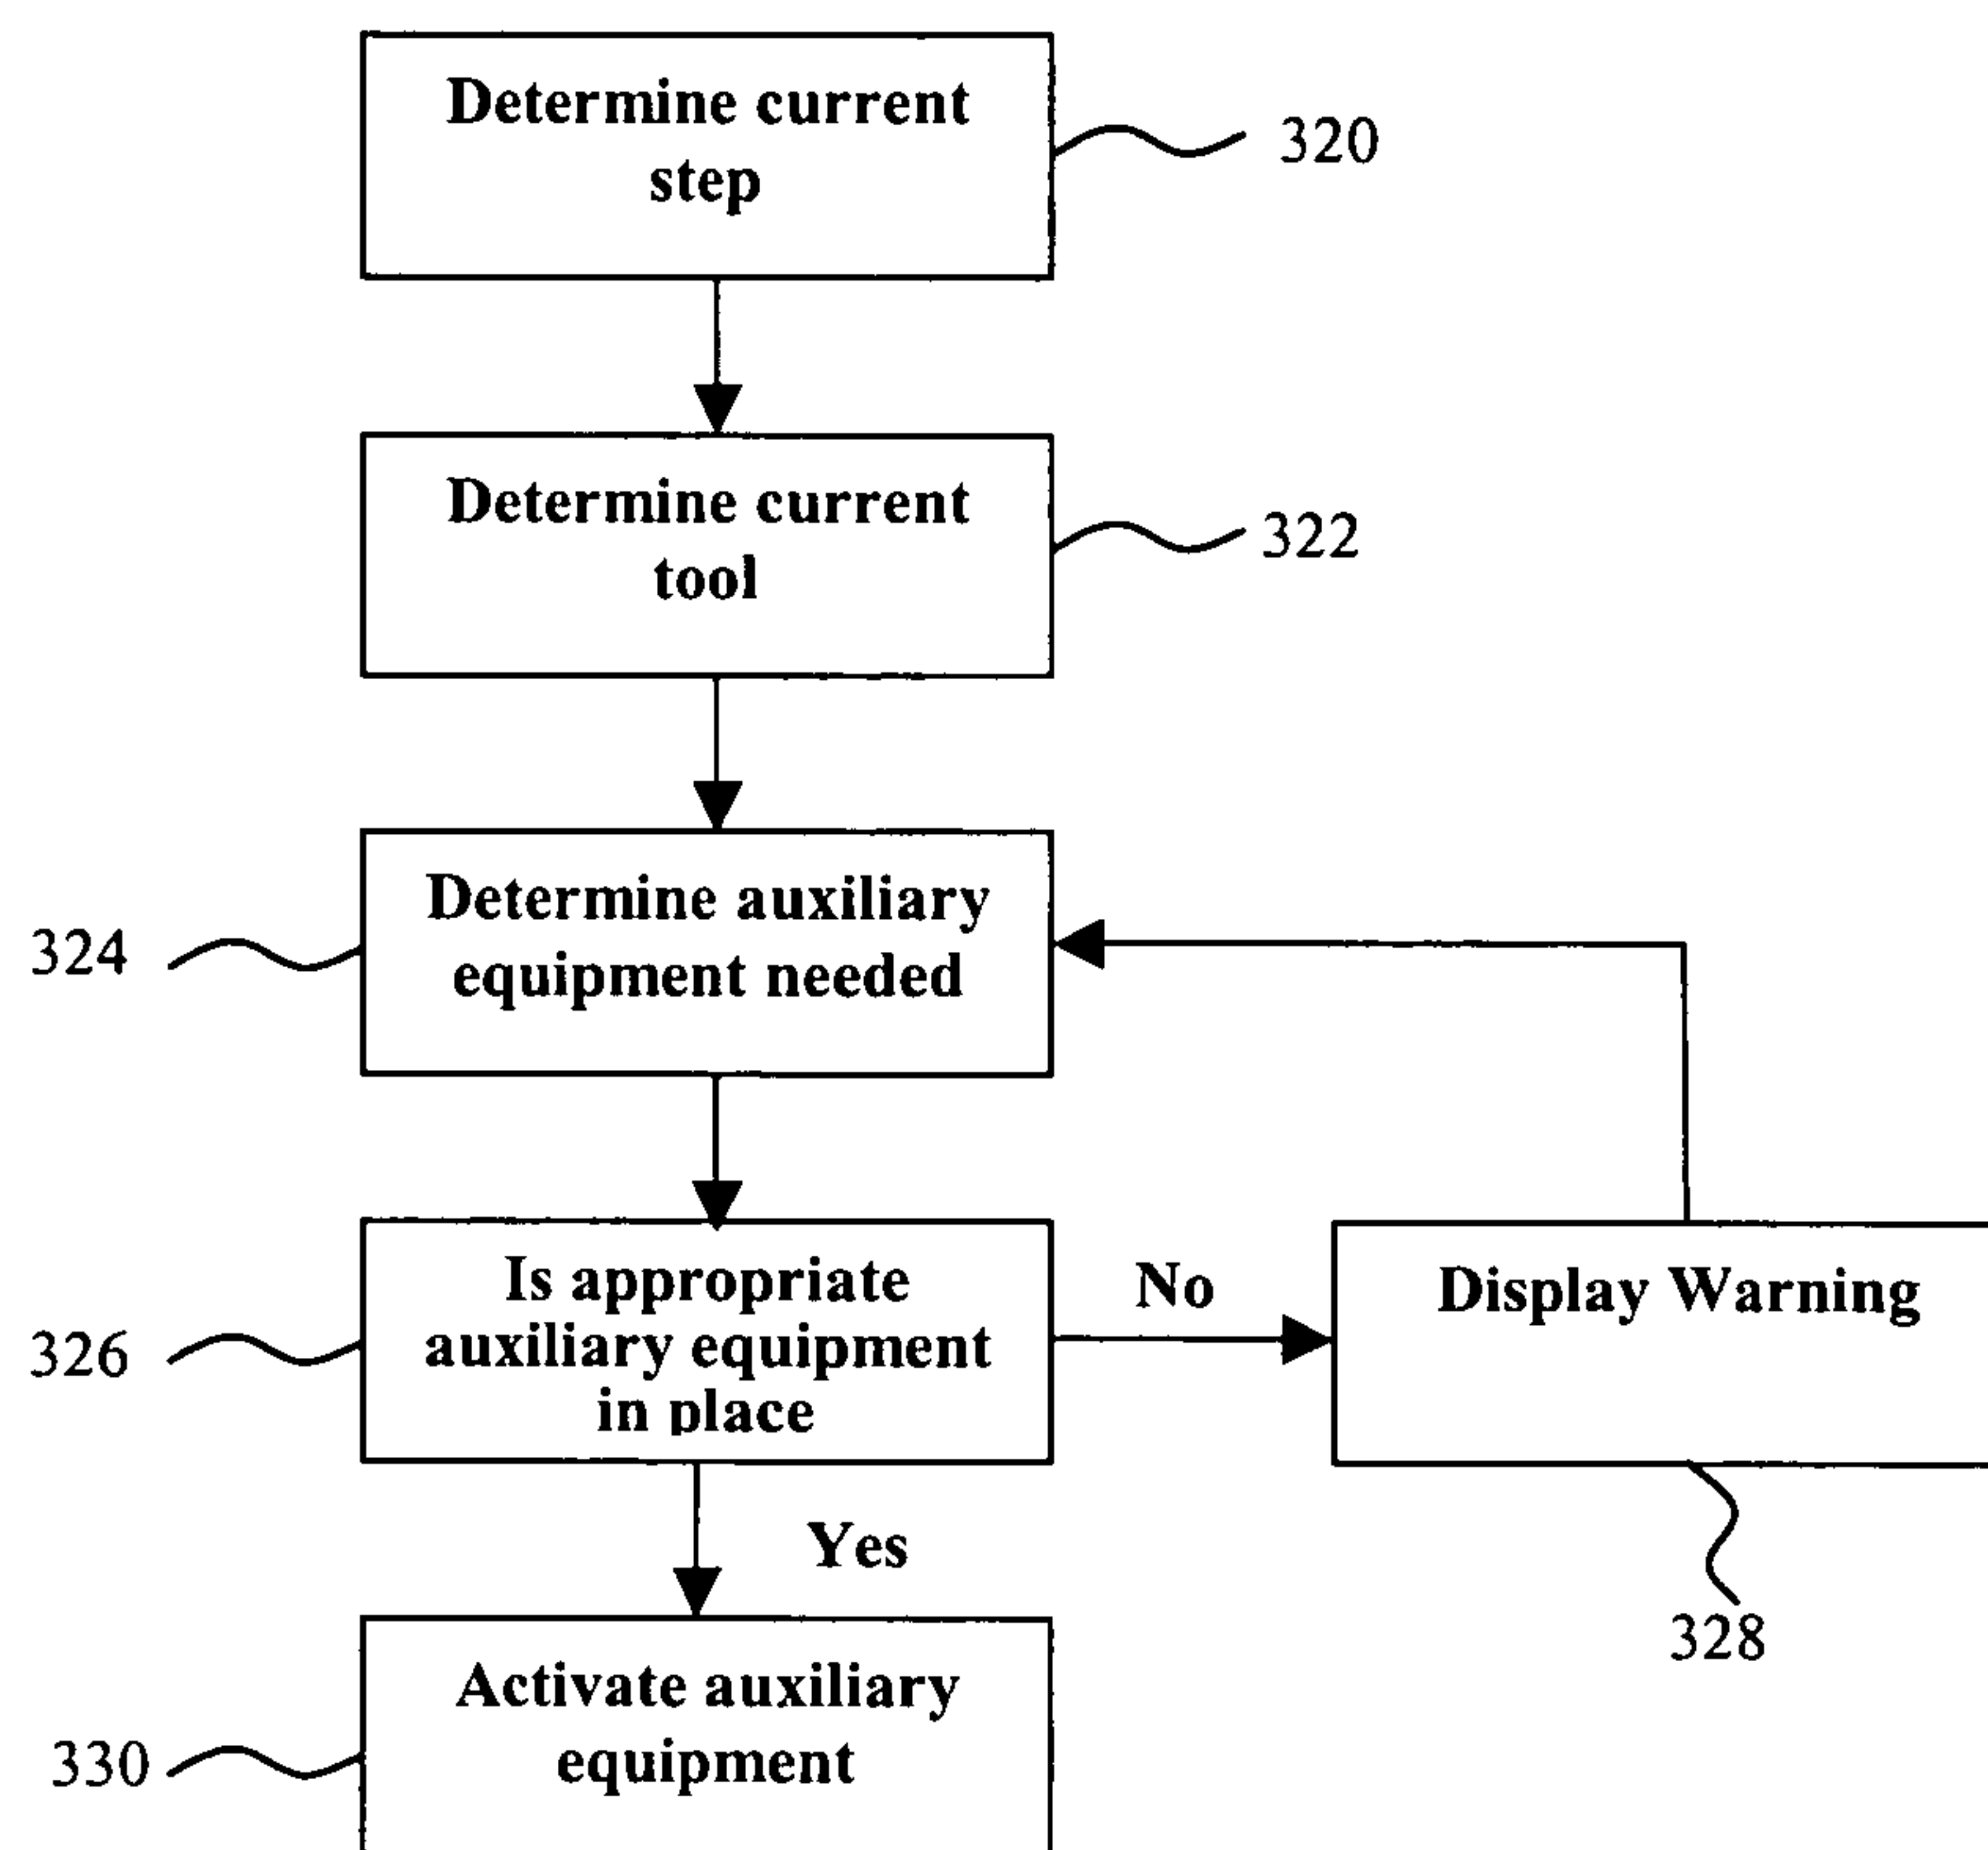 Determine current
step
320
Determine current
tool
322
Determine auxiliary
equipment needed
324
Is appropriate
auxiliary equipment
in place
326
No
Display Warning
328
Yes
Activate auxiliary
equipment
330